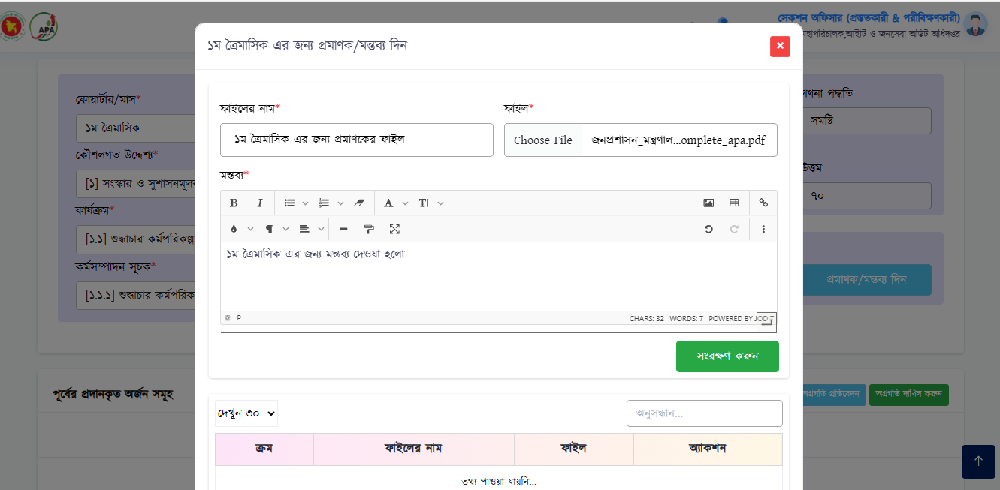 APA
সেকশন অফিসার (প্রস্তুতকারী & পরীবিক্ষণকারী)
মহাপরিচালক,আইটি ও জনসেবা অডিট অধিদপ্তর
১ম ত্রৈমাসিক এর জন্য প্রমাণক/মন্তব্য দিন
কোয়ার্টার/মাস*
১ম ত্রৈমাসিক
কৌশলগত উদ্দেশ্য*
[১] সংস্কার ও সুশাসনমূলক
কার্যক্রম*
[১.১] শুদ্ধাচার কর্মপরিকল্প
কর্মসম্পাদন সূচক*
[১.১.১] শুদ্ধাচার কর্মপরিক
ফাইলের নাম*
১ম ত্রৈমাসিক এর জন্য প্রমাণকের ফাইল
ফাইল*
Choose File জনপ্রশাসন_মন্ত্রণাল...omplete_apa.pdf
মন্তব্য*
১ম ত্রৈমাসিক এর জন্য মন্তব্য দেওয়া হলো
P
CHARS: 32 WORDS: 7 POWERED BY JODIT
সংরক্ষণ করুন
গণনা পদ্ধতি
সমষ্টি
উত্তম
৭০
প্রমাণক/মন্তব্য দিন
পূর্বের প্রদানকৃত অর্জন সমূহ
অগ্রগতি প্রতিবেদন
অগ্রগতি দাখিল করুন
দেখুন ৩০
অনুসন্ধান...
ক্রম ফাইলের নাম ফাইল অ্যাকশন
তথ্য পাওয়া যায়নি...